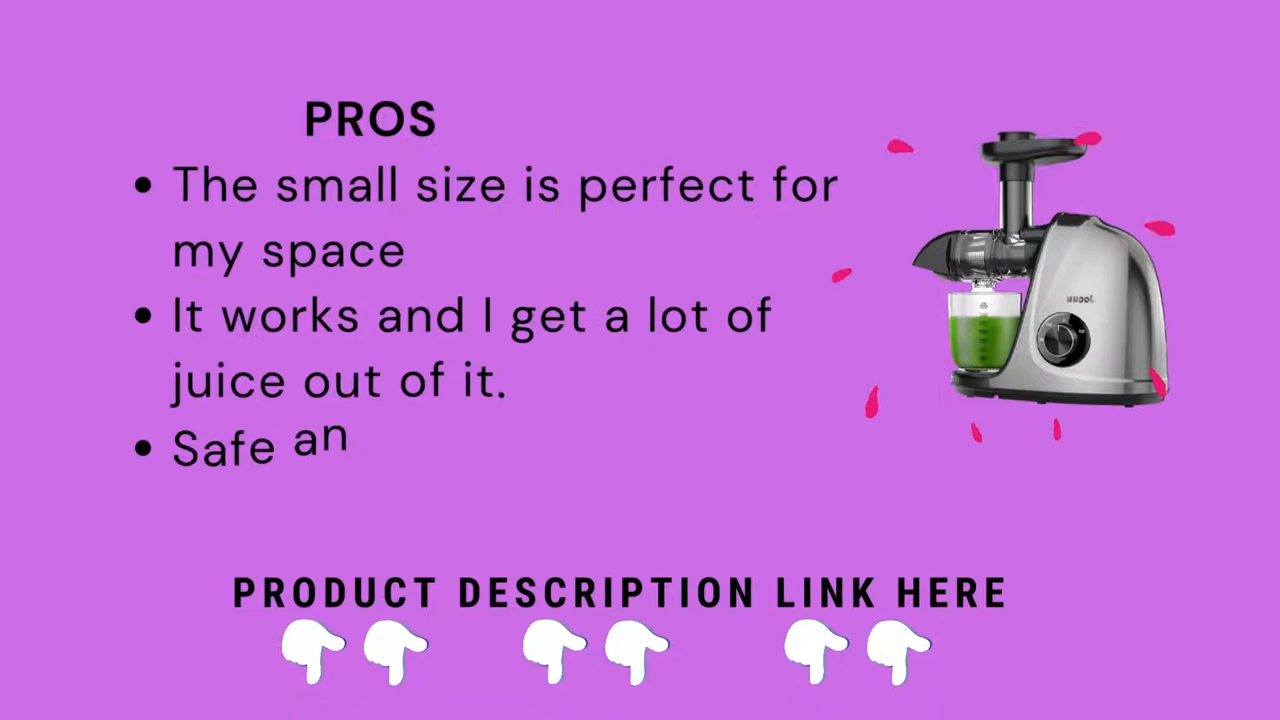 PROS
• The small size is perfect for
my space
• It works and I get a lot of
juice out of it.
• Safe an
PRODUCT DESCRIPTION LINK HERE